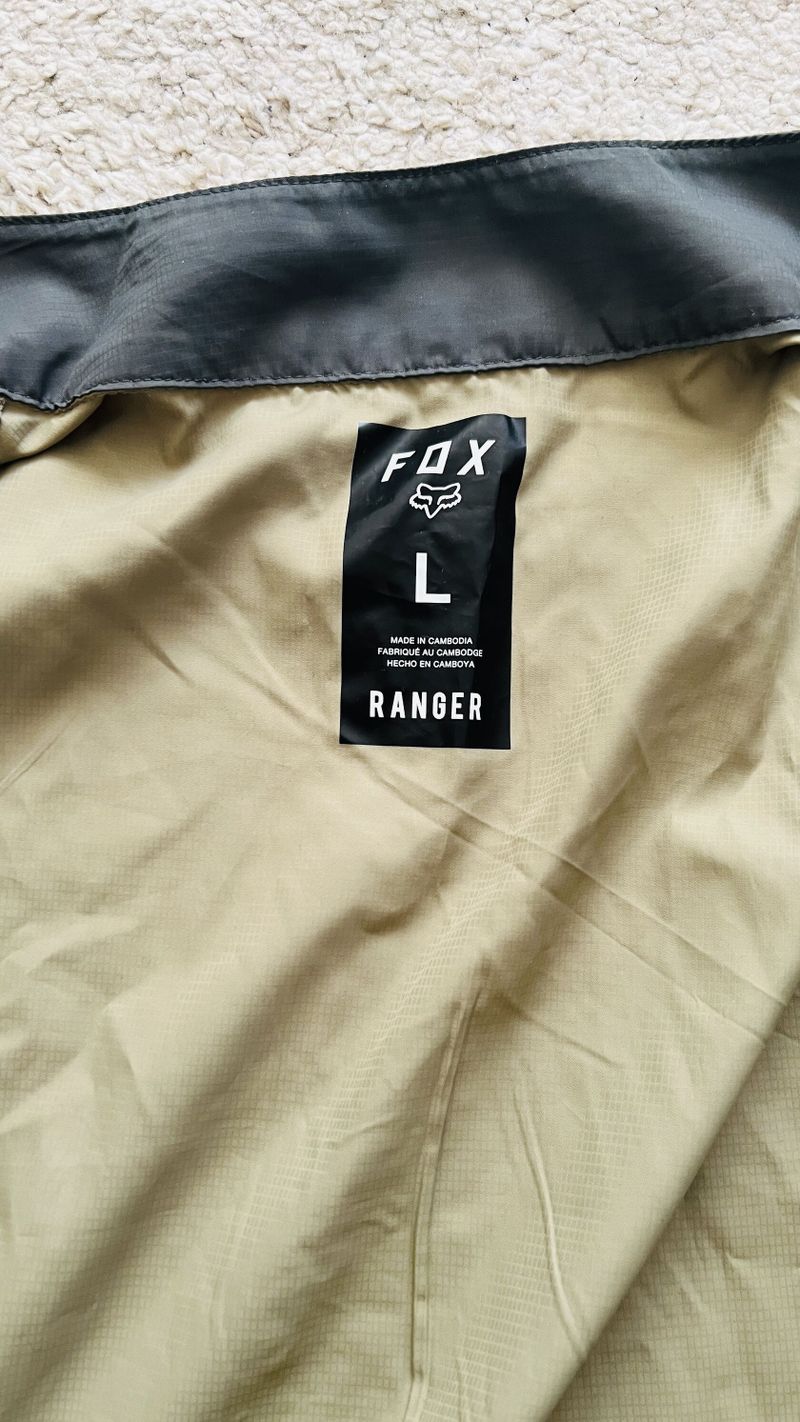 FOX
L
MADE IN CAMBODIA
FABRIQUÉ AU CAMBODGE
HECHO EN CAMBOYA
RANGER